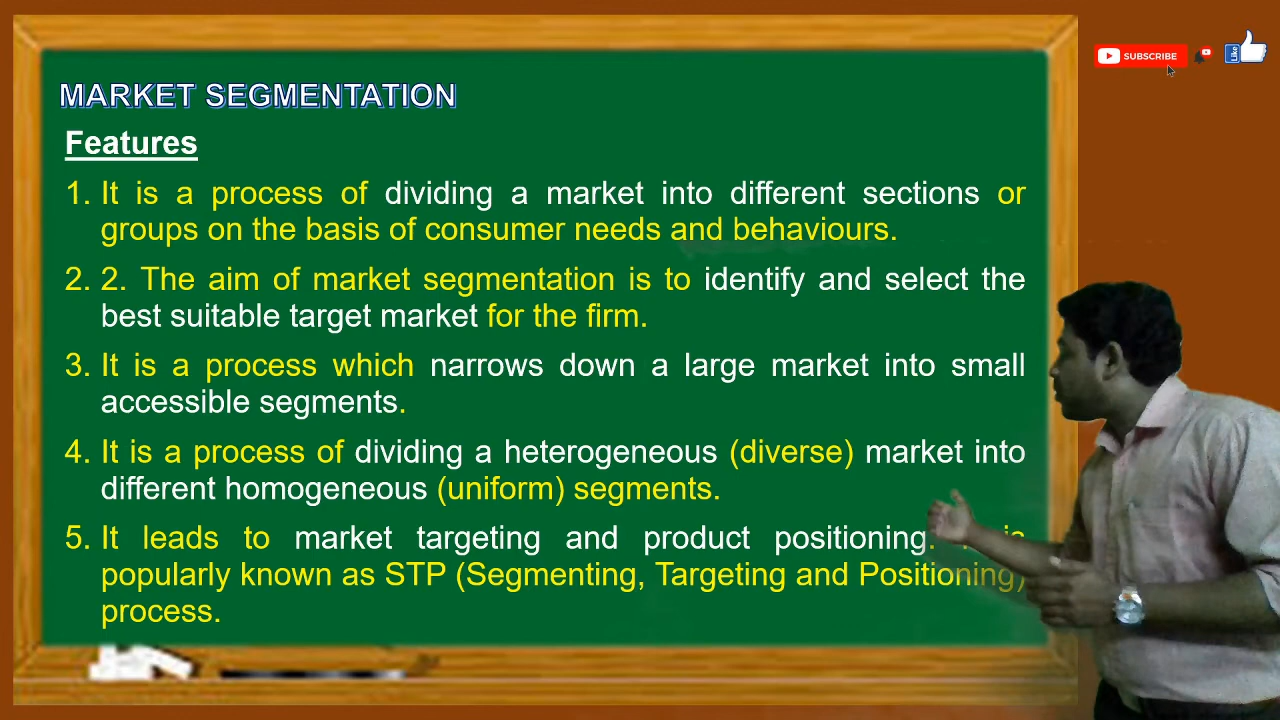 MARKET SEGMENTATION
SUBSCRIBE
Like
Features
1. It is a process of dividing a market into different sections or
groups on the basis of consumer needs and behaviours.
2. 2. The aim of market segmentation is to identify and select the
best suitable target market for the firm.
3. It is a process which narrows down a large market into small
accessible segments.
4. It is a process of dividing a heterogeneous (diverse) market into
different homogeneous (uniform) segments.
5. It leads to market targeting and product positioning. is
popularly known as STP (Segmenting, Targeting and Positioning)
process.